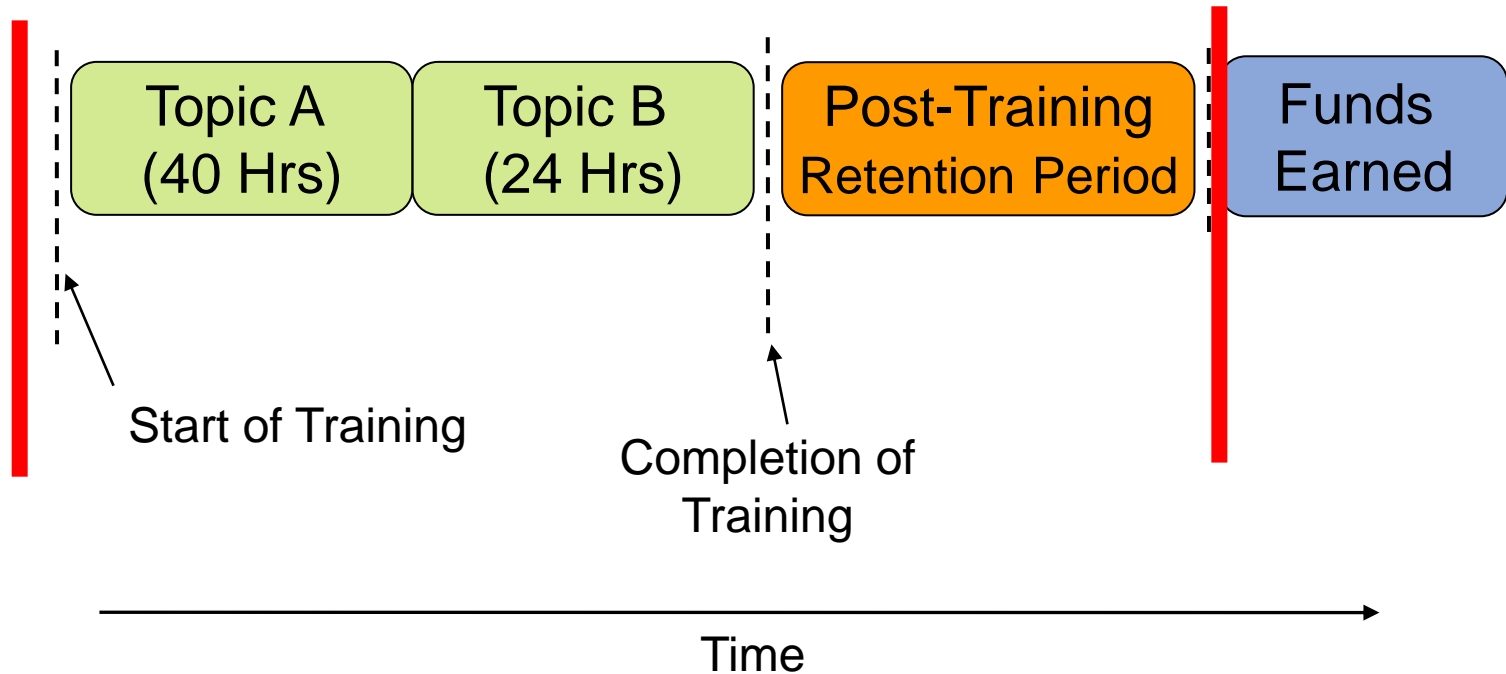 Topic A
(40 Hrs)
Topic B
(24 Hrs)
Post-Training
Retention Period
Funds
Earned
Start of Training
Completion of
Training
Time